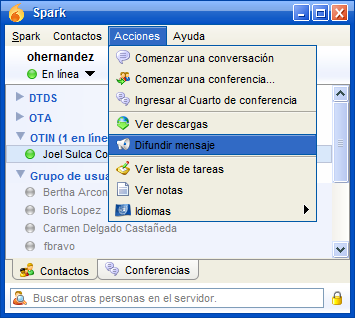 Spark
Spark Contactos Acciones Ayuda
ohernandez
En línea
Comenzar una conversación
Comenzar una conferencia...
Ingresar al Cuarto de conferencia
Ver descargas
Difundir mensaje
Ver lista de tareas
Ver notas
Idiomas
DTDS
OTA
OTIN (1 en líne
Joel Sulca Co
Grupo de usua
Bertha Arcon
Boris Lopez
Carmen Delgado Castañeda
fbravo
Contactos Conferencias
Buscar otras personas en el servidor.